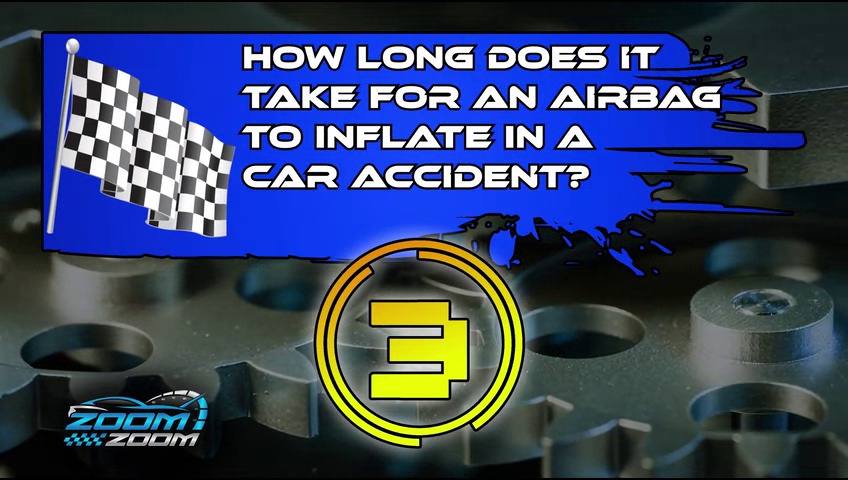 HOW LONG DOES IT
TAKE FOR AN AIRBAG
TO INFLATE IN A
CAR ACCIDENT?
3
ZOOM
ZOOM